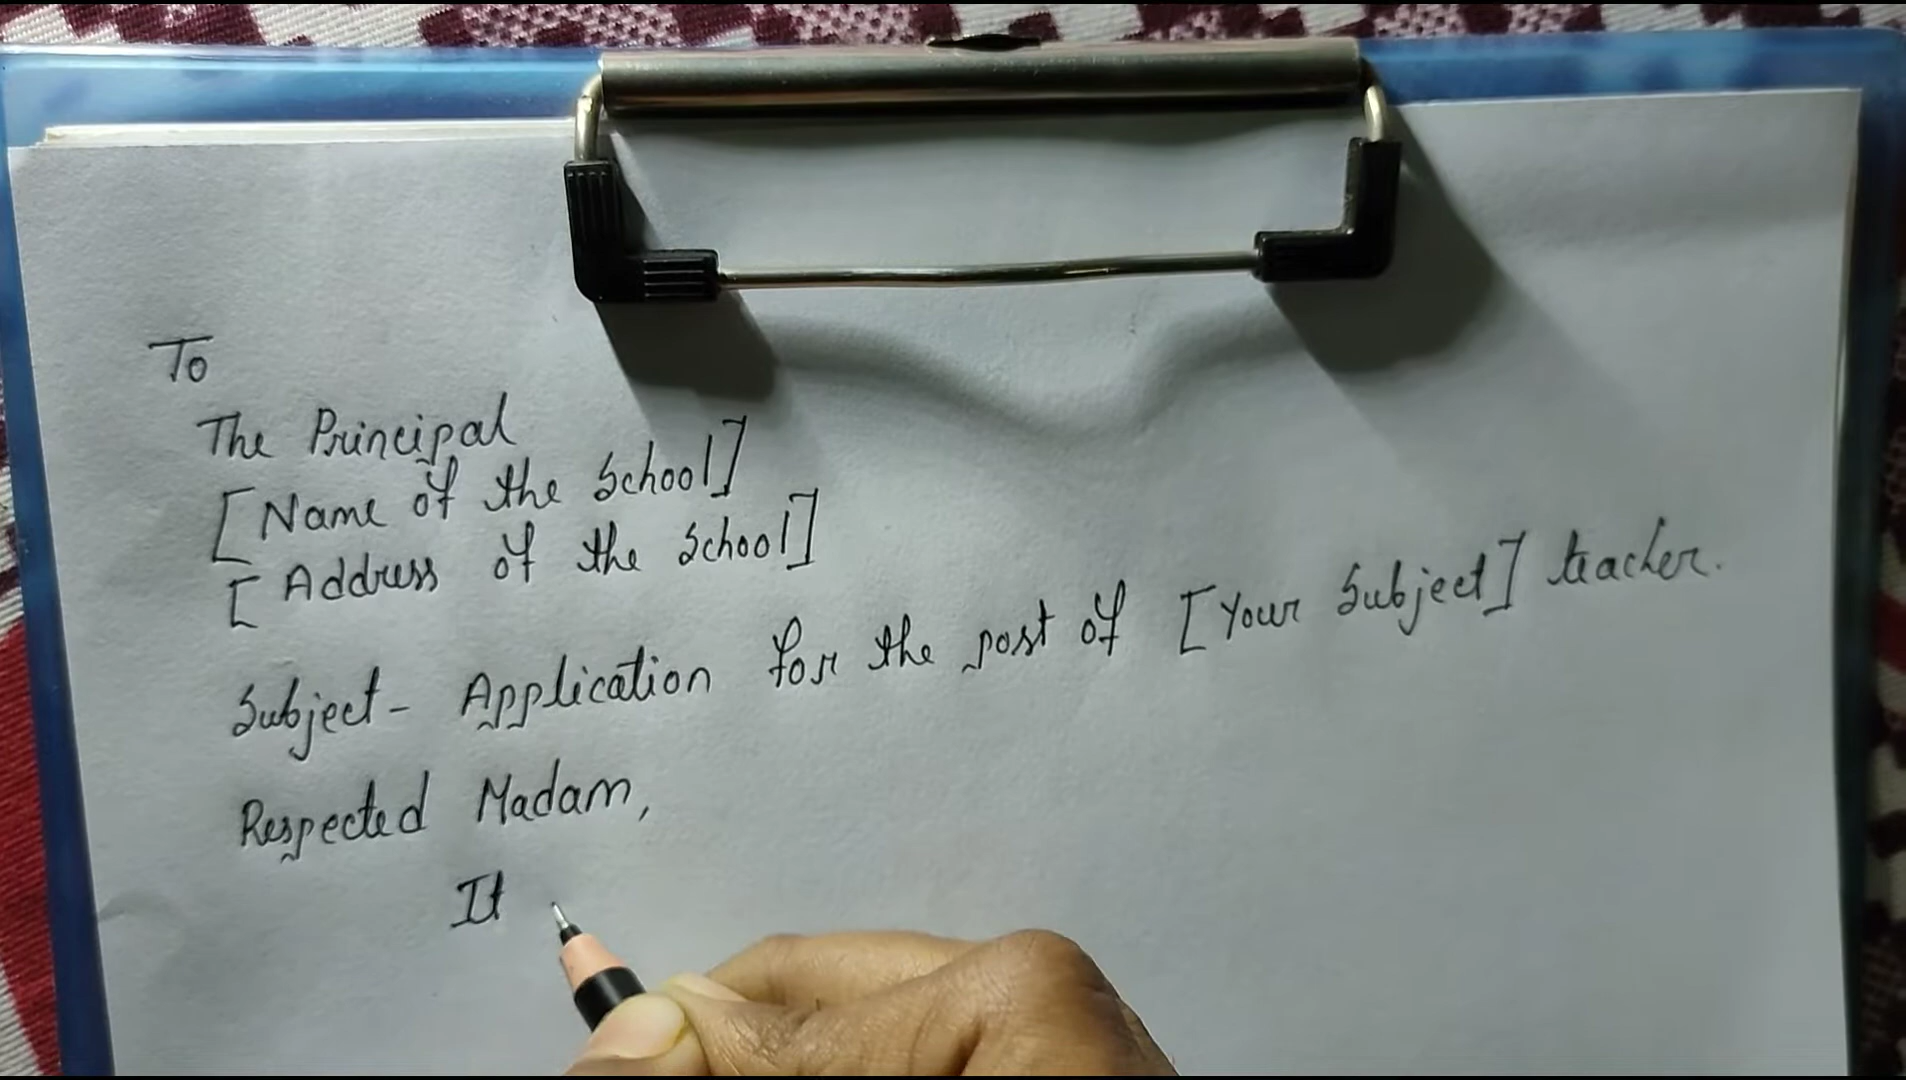 To
The Principal
[Name of the School]
[Address of the School]
Subject- Application for the post of [Your Subject] teacher.
Respected Madam,
It